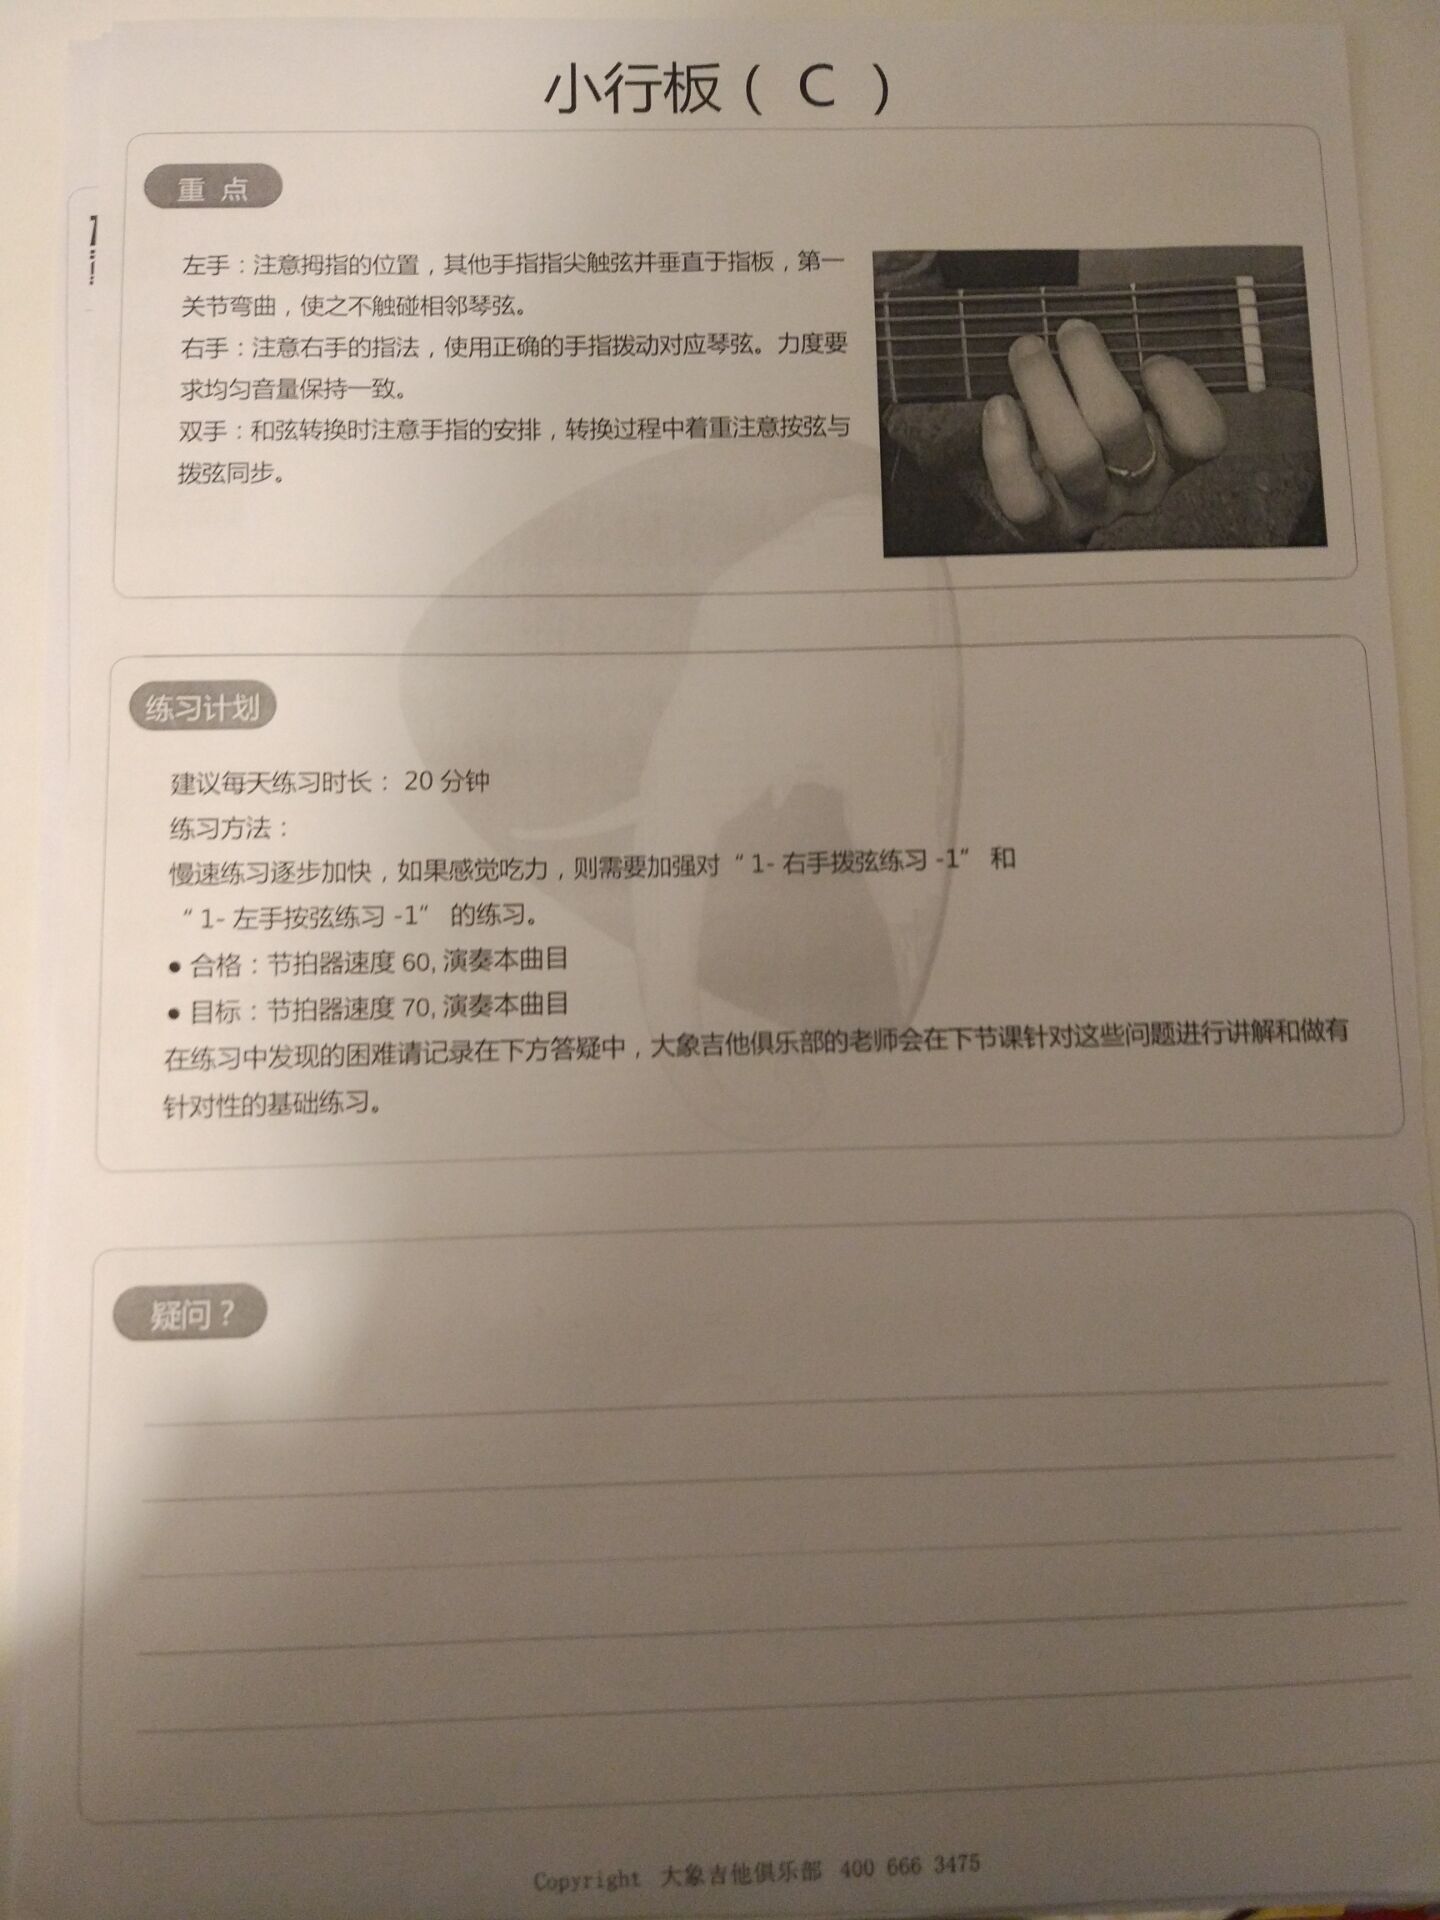 小行板（ C ）
重 点
左手：注意拇指的位置，其他手指指尖触弦并垂直于指板，第一
关节弯曲，使之不触碰相邻琴弦。
右手：注意右手的指法，使用正确的手指拨动对应琴弦。力度要
求均匀音量保持一致。
双手：和弦转换时注意手指的安排，转换过程中着重注意按弦与
拨弦同步。
练习计划
建议每天练习时长： 20 分钟
练习方法：
慢速练习逐步加快，如果感觉吃力，则需要加强对“ 1- 右手拨弦练习 -1” 和
“ 1- 左手按弦练习 -1” 的练习。
● 合格：节拍器速度 60, 演奏本曲目
● 目标：节拍器速度 70, 演奏本曲目
在练习中发现的困难请记录在下方答疑中，大象吉他俱乐部的老师会在下节课针对这些问题进行讲解和做有
针对性的基础练习。
疑问？
Copyright 大象吉他俱乐部 400 666 3475